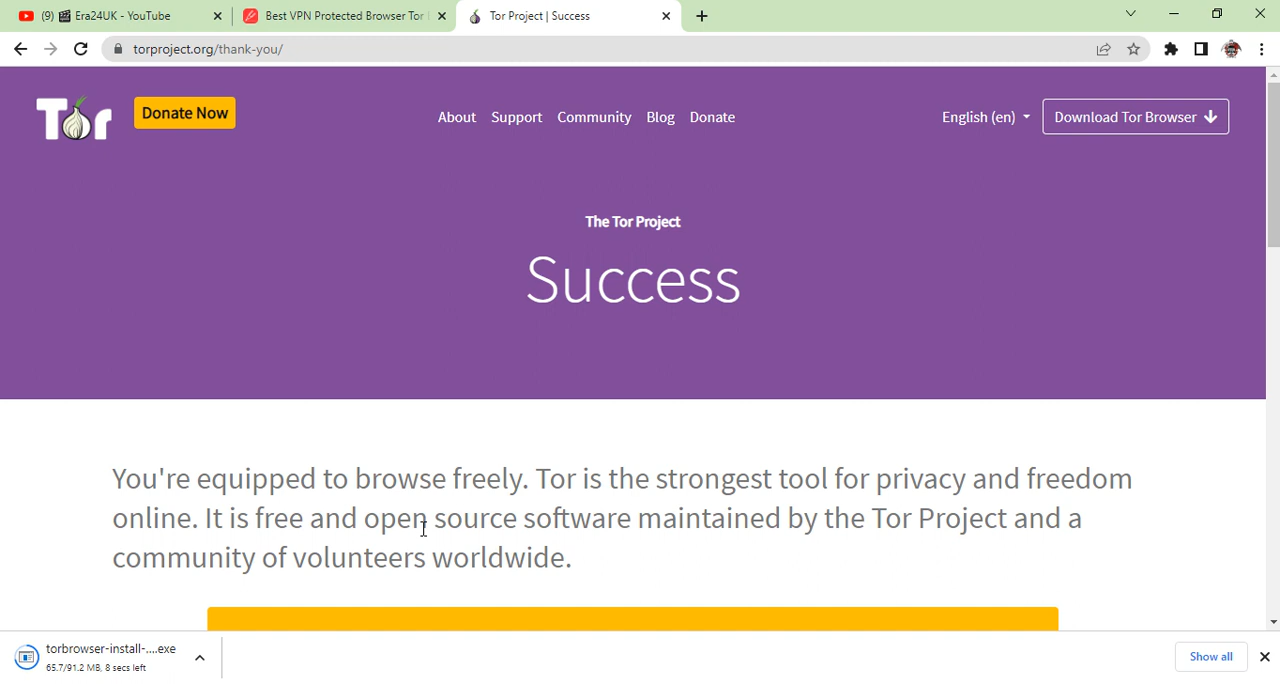 (9) Era24UK - YouTube
Best VPN Protected Browser Tor
Tor Project | Success
torproject.org/thank-you/
Tor
Donate Now
About Support Community Blog Donate
English (en)
Download Tor Browser
The Tor Project
Success
You're equipped to browse freely. Tor is the strongest tool for privacy and freedom
online. It is free and open source software maintained by the Tor Project and a
community of volunteers worldwide.
torbrowser-install-....exe
65.7/91.2 MB, 8 secs left
Show all